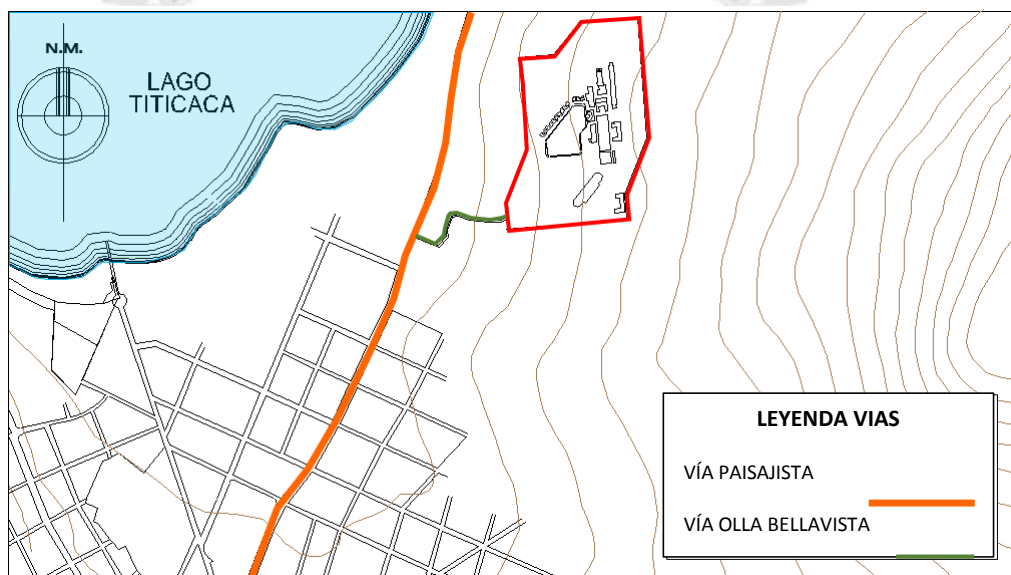 N.M.
LAGO
TITICACA
LEYENDA VIAS
VÍA PAISAJISTA
VÍA OLLA BELLAVISTA